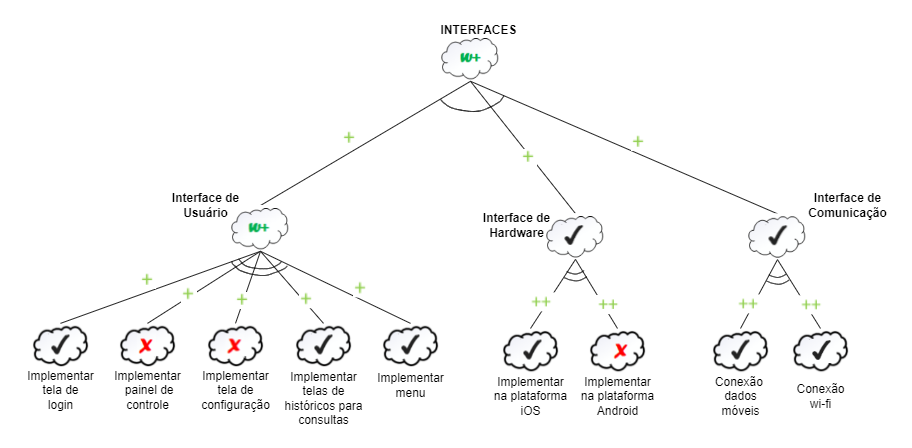 INTERFACES
W+
+
+
+
Interface de
Usuário
W+
Interface de
Hardware
Interface de
Comunicação
+
+
+
+
+
++
++
++
++
Implementar
tela de
login
Implementar
painel de
controle
Implementar
tela de
configuração
Implementar
telas de
históricos para
consultas
Implementar
menu
Implementar
na plataforma
iOS
Implementar
na plataforma
Android
Conexão
dados
móveis
Conexão
wi-fi